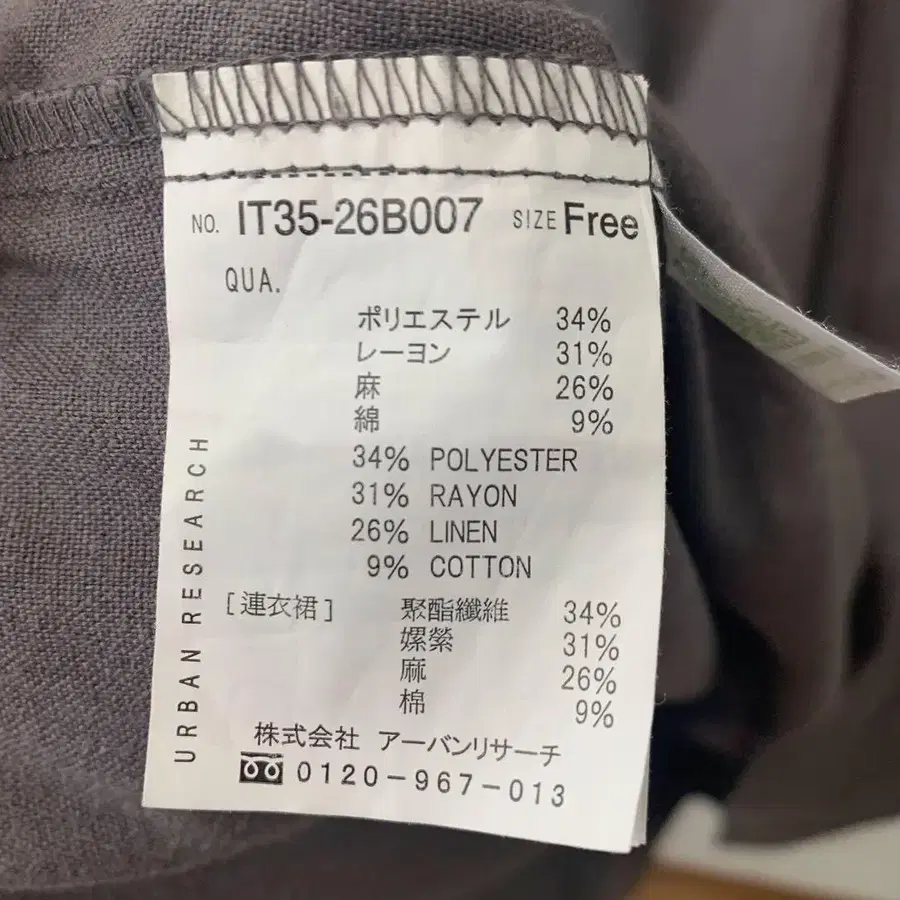 NO. IT35-26B007 SIZE Free
QUA.
ポリエステル 34%
レーヨン 31%
麻 26%
綿 9%
34% POLYESTER
31% RAYON
26% LINEN
9% COTTON
[連衣裙] 聚酯纖維 34%
嫘縈 31%
麻 26%
棉 9%
URBAN RESEARCH
株式会社 アーバンリサーチ
0120-967-013